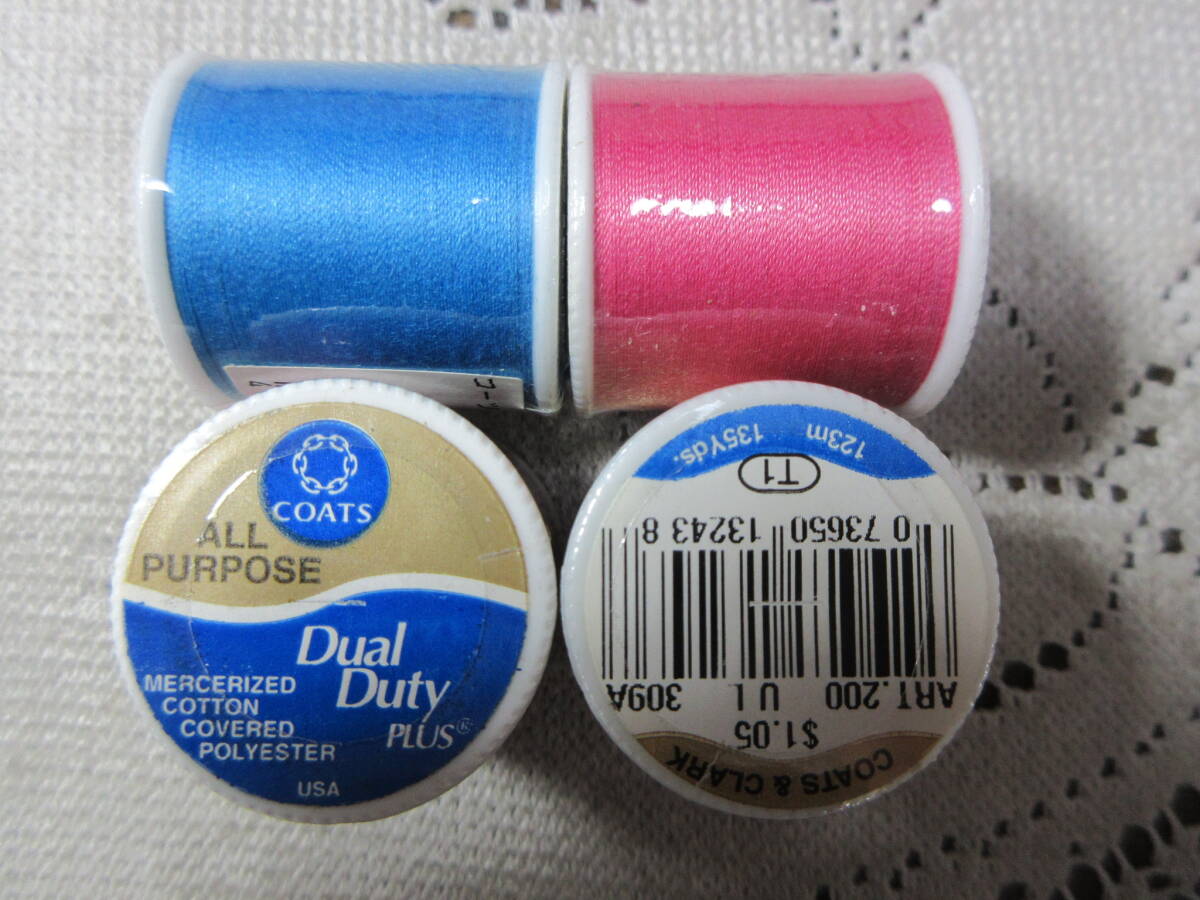 COATS
ALL
PURPOSE
Dual
Duty
PLUS®
MERCERIZED
COTTON
COVERED
POLYESTER
USA
COATS & CLARK
$1.05
ART.200 U L 309A
0 73650 13243 8
T1
123m 135Yds.